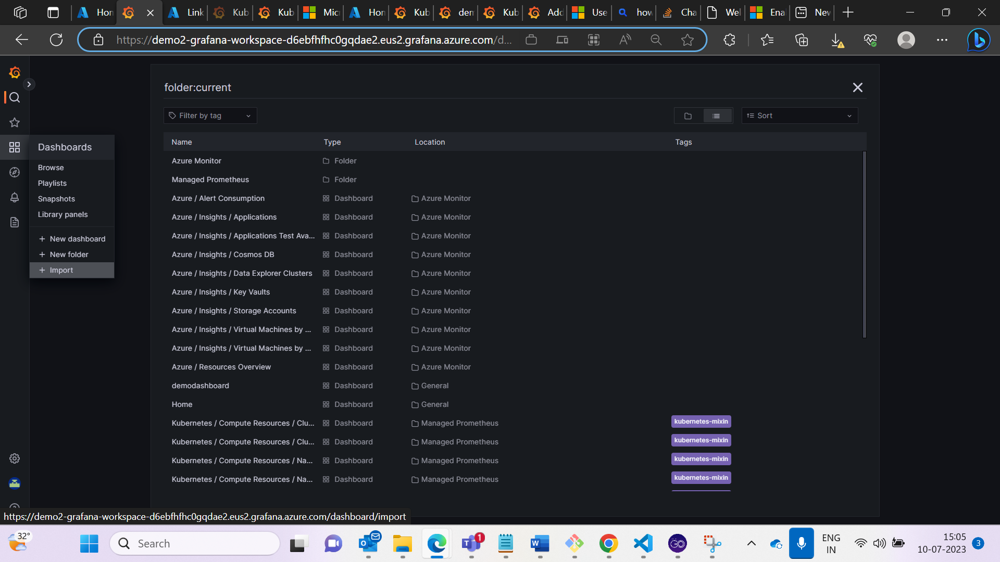 Hon
Link
Kub
Kub
Micr
Hon
Kub
dem
Kub
Add
Use
how
Cha
Wel
Ena
New
https://demo2-grafana-workspace-d6ebfhfhc0gqdae2.eus2.grafana.azure.com/d...
folder:current
Filter by tag
Sort
Name Type Location Tags
Dashboards
Browse
Playlists
Snapshots
Library panels
+ New dashboard
+ New folder
+ Import
Azure Monitor Folder
Managed Prometheus Folder
Azure / Alert Consumption Dashboard Azure Monitor
Azure / Insights / Applications Dashboard Azure Monitor
Azure / Insights / Applications Test Ava... Dashboard Azure Monitor
Azure / Insights / Cosmos DB Dashboard Azure Monitor
Azure / Insights / Data Explorer Clusters Dashboard Azure Monitor
Azure / Insights / Key Vaults Dashboard Azure Monitor
Azure / Insights / Storage Accounts Dashboard Azure Monitor
Azure / Insights / Virtual Machines by ... Dashboard Azure Monitor
Azure / Insights / Virtual Machines by ... Dashboard Azure Monitor
Azure / Resources Overview Dashboard Azure Monitor
demodashboard Dashboard General
Home Dashboard General
Kubernetes / Compute Resources / Clu... Dashboard Managed Prometheus kubernetes-mixin
Kubernetes / Compute Resources / Clu... Dashboard Managed Prometheus kubernetes-mixin
Kubernetes / Compute Resources / Na... Dashboard Managed Prometheus kubernetes-mixin
Kubernetes / Compute Resources / Na... Dashboard Managed Prometheus kubernetes-mixin
https://demo2-grafana-workspace-d6ebfhfhc0gqdae2.eus2.grafana.azure.com/dashboard/import
32°
Search
1
ENG
IN
15:05
10-07-2023
3